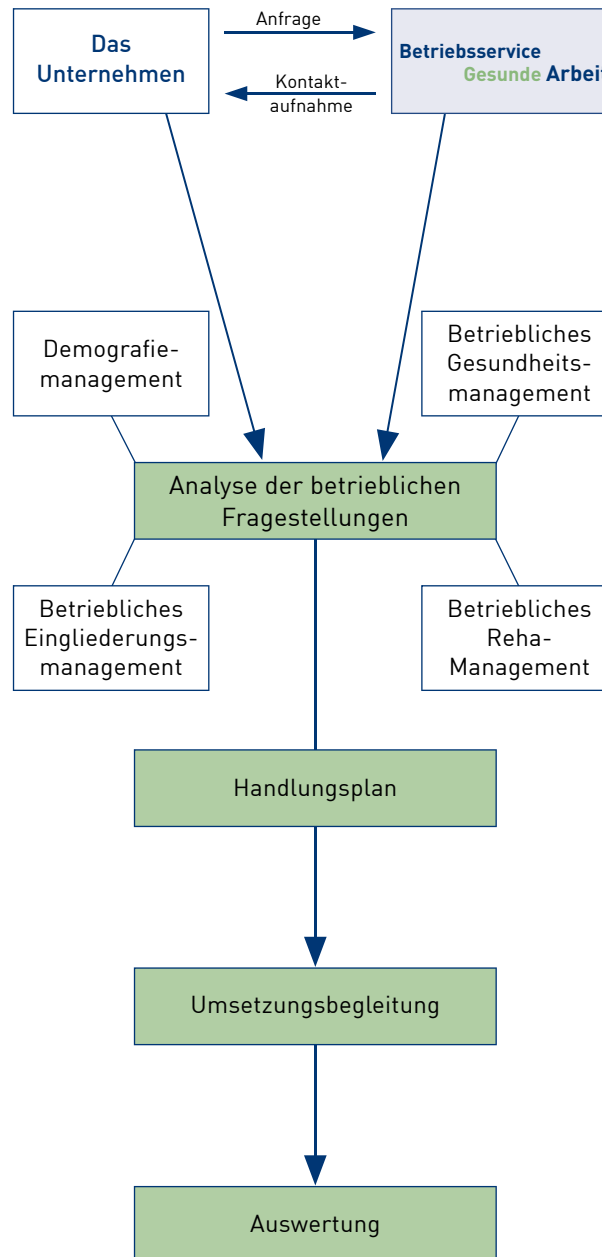 Das
Unternehmen
Anfrage
Kontakt-
aufnahme
Betriebsservice
Gesunde Arbeit
Demografie-
management
Betriebliches
Gesundheits-
management
Analyse der betrieblichen
Fragestellungen
Betriebliches
Eingliederungs-
management
Betriebliches
Reha-
Management
Handlungsplan
Umsetzungsbegleitung
Auswertung